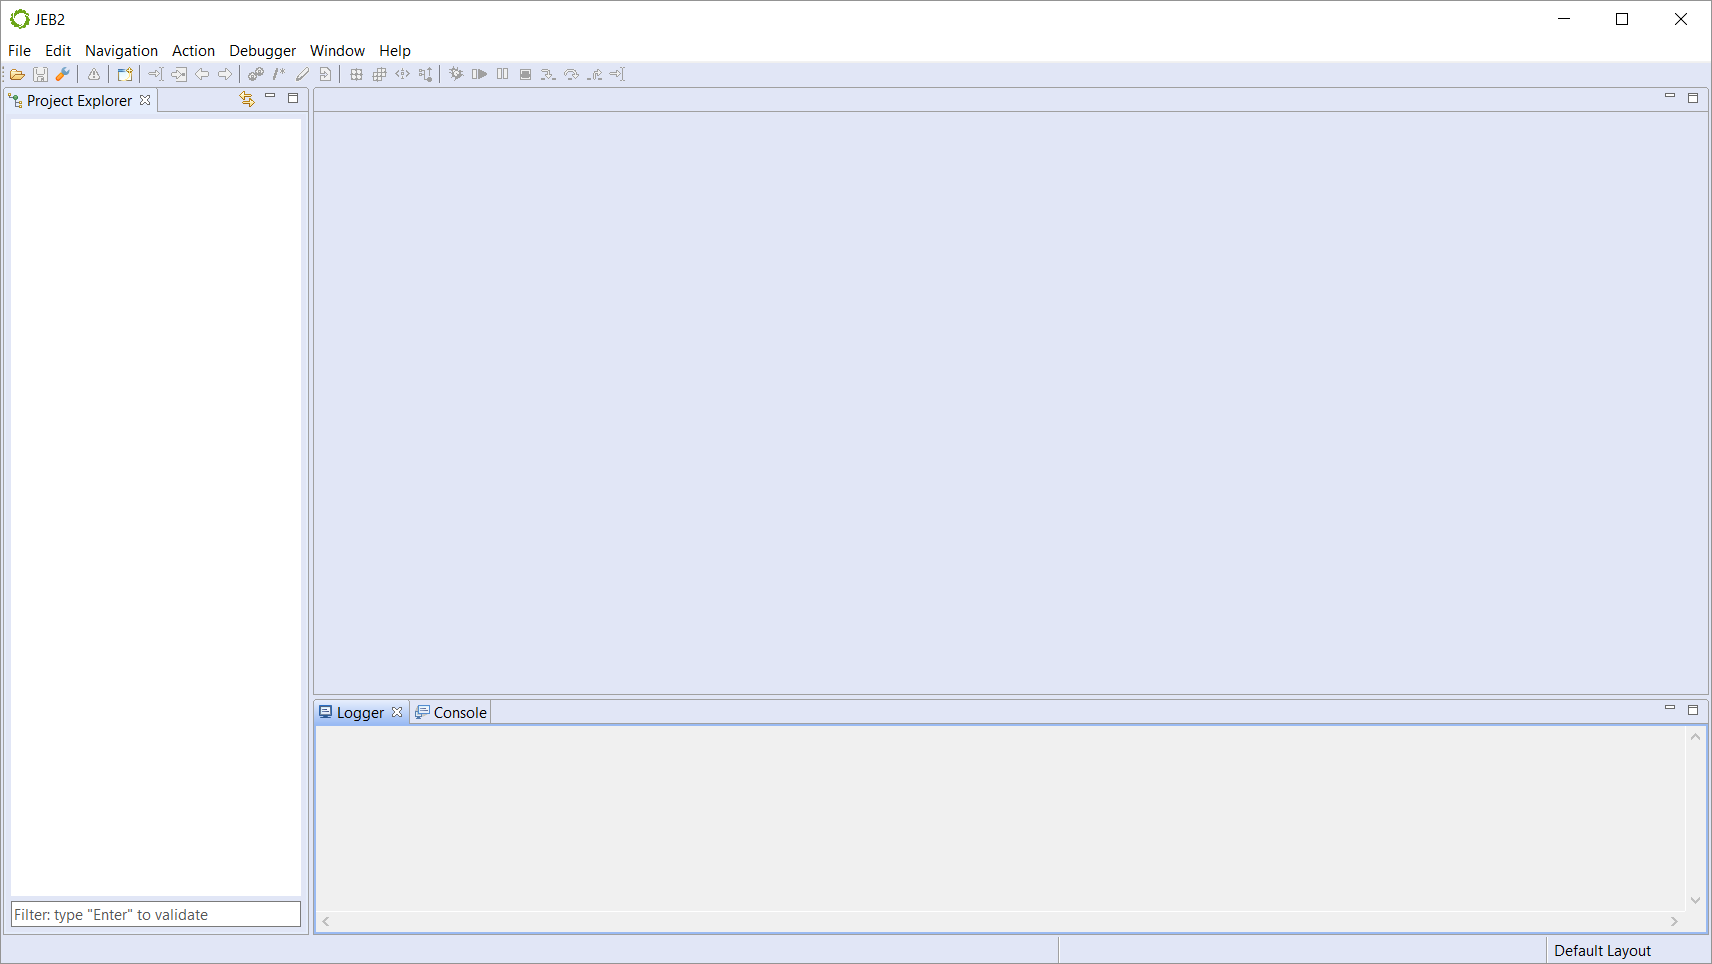 JEB2
File Edit Navigation Action Debugger Window Help
Project Explorer
Logger Console
Filter: type "Enter" to validate
Default Layout